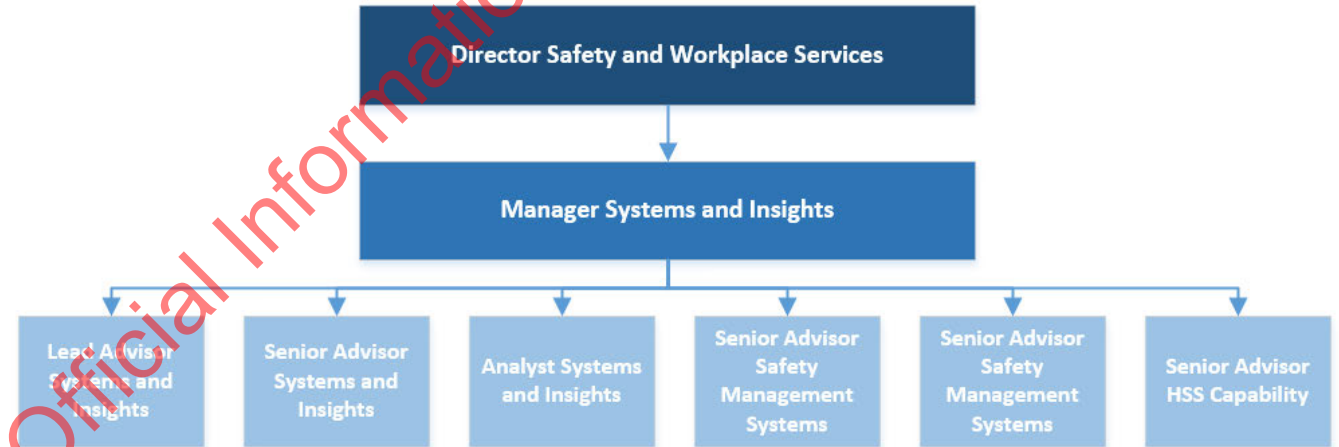 Director Safety and Workplace Services
Manager Systems and Insights
Lead Advisor
Systems and
Insights
Senior Advisor
Systems and
Insights
Analyst Systems
and Insights
Senior Advisor
Safety
Management
Systems
Senior Advisor
Safety
Management
Systems
Senior Advisor
HSS Capability
Official Informatio